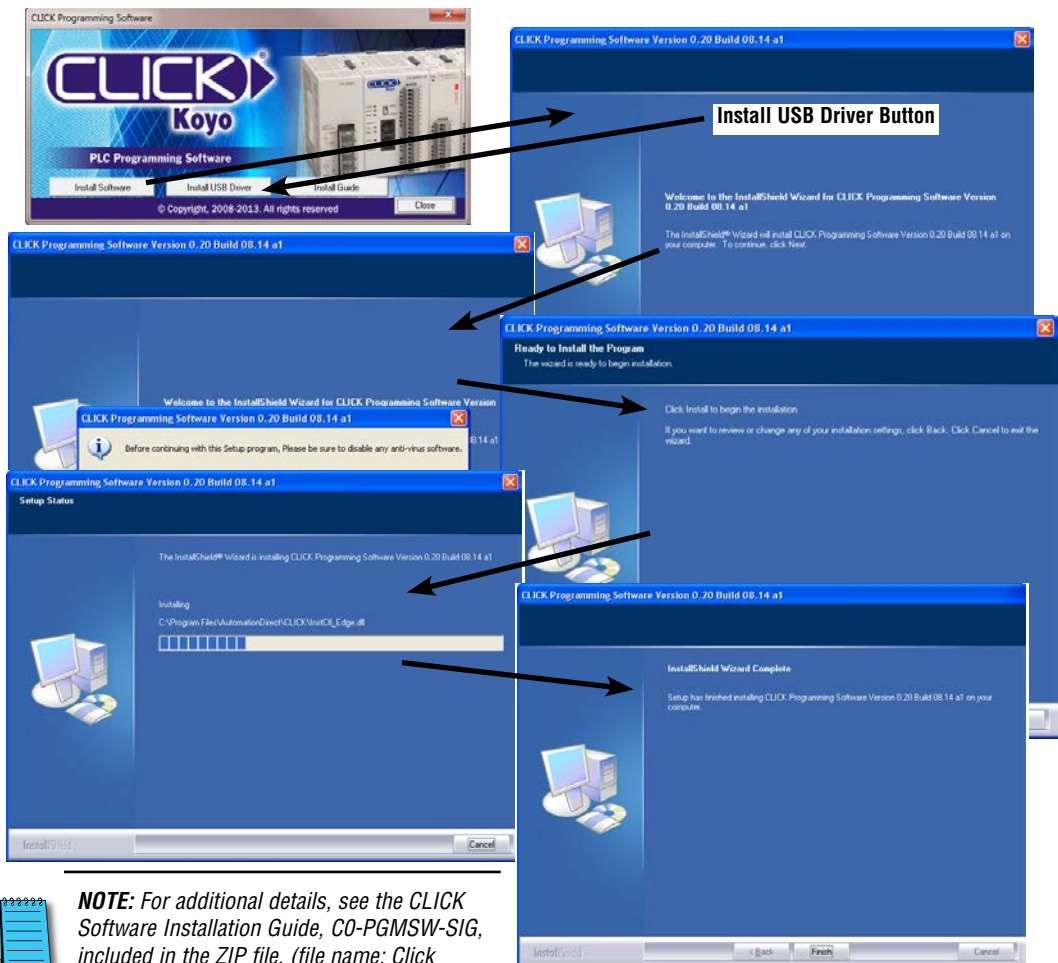 CLICK Programming Software
CLICK
Koyo
PLC Programming Software
Install Software
Install USB Driver
Install Guide
© Copyright, 2008-2013. All rights reserved
Close
CLICK Programming Software Version 0.20 Build 08.14 a1
Install USB Driver Button
Welcome to the InstallShield Wizard for CLICK Programming Software Version
0.20 Build 08.14 a1
The InstallShield® Wizard will install CLICK Programming Software Version 0.20 Build 08.14 a1 on
your computer. To continue, click Next.
CLICK Programming Software Version 0.20 Build 08.14 a1
Welcome to the InstallShield Wizard for CLICK Programming Software Version
8.14 a1
CLICK Programming Software Version 0.20 Build 08.14 a1
Before continuing with this Setup program, Please be sure to disable any anti-virus software.
CLICK Programming Software Version 0.20 Build 08.14 a1
Ready to Install the Program
The wizard is ready to begin installation.
Click Install to begin the installation.
If you want to review or change any of your installation settings, click Back. Click Cancel to exit the
wizard.
CLICK Programming Software Version 0.20 Build 08.14 a1
Setup Status
The InstallShield® Wizard is installing CLICK Programming Software Version 0.20 Build 08.14 a1
Installing
C:\Program Files\AutomationDirect\CLICK\InstCtl_Edge.dll
InstallShield
Cancel
CLICK Programming Software Version 0.20 Build 08.14 a1
InstallShield Wizard Complete
Setup has finished installing CLICK Programming Software Version 0.20 Build 08.14 a1 on your
computer.
InstallShield
< Back
Finish
Cancel
NOTE: For additional details, see the CLICK
Software Installation Guide, C0-PGMSW-SIG,
included in the ZIP file. (file name: Click